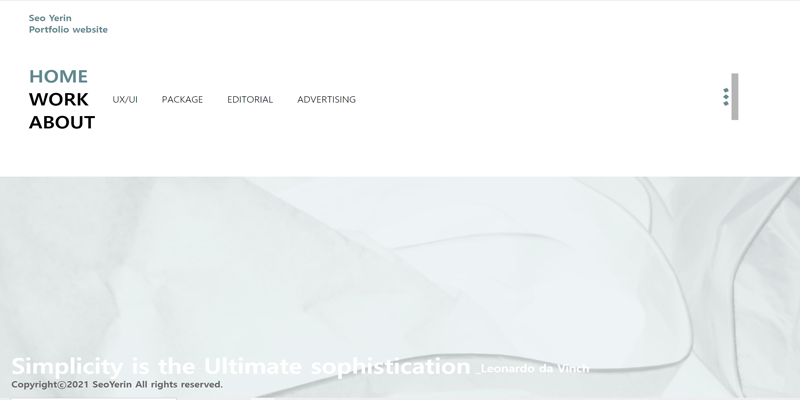 Seo Yerin
Portfolio website
HOME
WORK
UX/UI PACKAGE EDITORIAL ADVERTISING
ABOUT
Simplicity is the Ultimate sophistication _Leonardo da Vinch
Copyright©2021 SeoYerin All rights reserved.